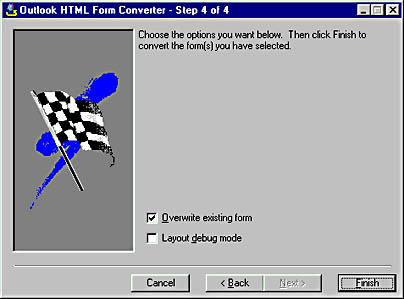 Outlook HTML Form Converter - Step 4 of 4
Choose the options you want below. Then click Finish to
convert the form(s) you have selected.
Overwrite existing form
Layout debug mode
Cancel
< Back
Next >
Finish